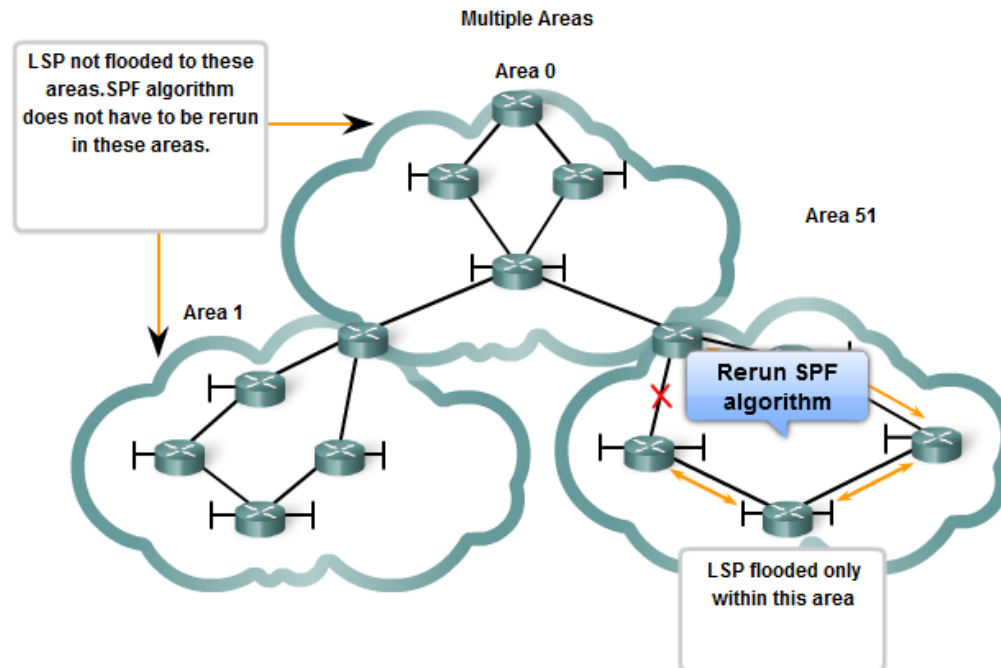 Multiple Areas
LSP not flooded to these
areas.SPF algorithm
does not have to be rerun
in these areas.
Area 0
Area 51
Area 1
Rerun SPF
algorithm
LSP flooded only
within this area